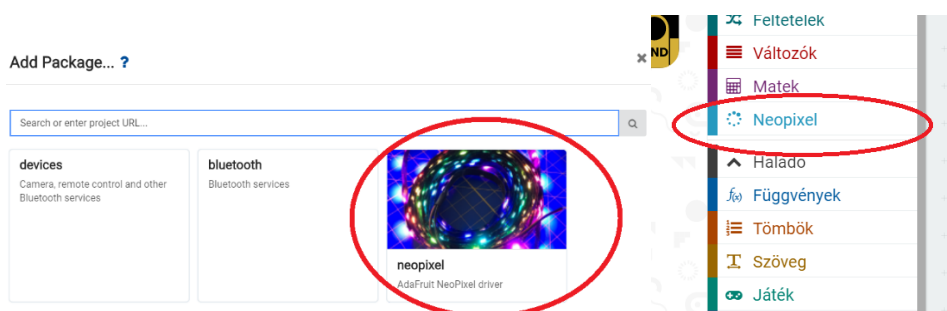 Add Package... ?
Search or enter project URL...
devices
Camera, remote control and other
Bluetooth services
bluetooth
Bluetooth services
neopixel
AdaFruit NeoPixel driver
ND
Feltételek
Változók
Matek
Neopixel
Haladó
f(x) Függvények
Tömbök
Szöveg
Játék